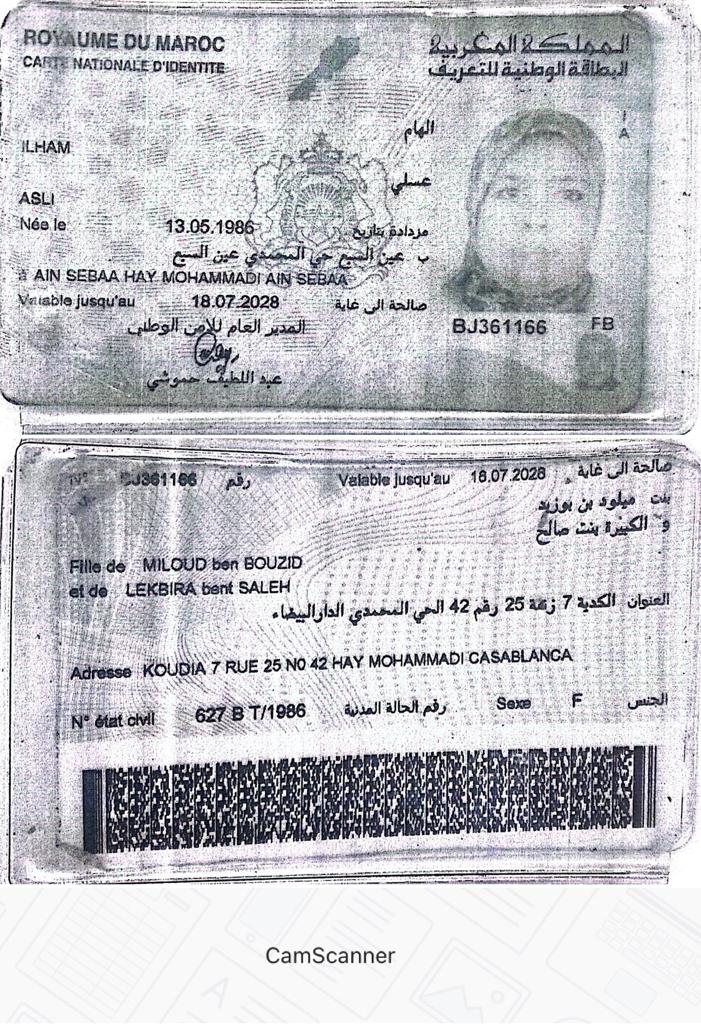 ROYAUME DU MAROC
المملكة المغربية
CARTE NATIONALE D'IDENTITE
البطاقة الوطنية للتعريف
الهام
ILHAM
عسلي
ASLI
Née le 13.05.1986 مزدادة بتاريخ
ب عين السبع حي المحمدي عين السبع
à AIN SEBAA HAY MOHAMMADI AIN SEBAA
Valable jusqu'au 18.07.2028 صالحة الى غاية
المدير العام للامن الوطني
عبد اللطيف حموشي
BJ361166 FB
N° BJ361166 رقم Valable jusqu'au 18.07.2028 صالحة الى غاية
بنت ميلود بن بوزيد
و الكبيرة بنت صالح
Fille de MILOUD ben BOUZID
et de LEKBIRA bent SALEH
العنوان الكدية 7 زنقة 25 رقم 42 الحي المحمدي الدارالبيضاء
Adresse KOUDIA 7 RUE 25 N0 42 HAY MOHAMMADI CASABLANCA
N° état civil 627 B T/1986 رقم الحالة المدنية Sexe F الجنس
CamScanner